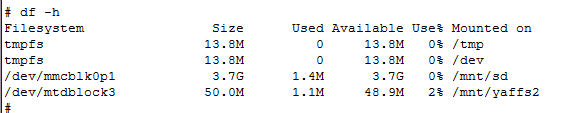 # df -h
Filesystem                Size      Used Available Use% Mounted on
tmpfs                    13.8M         0     13.8M   0% /tmp
tmpfs                    13.8M         0     13.8M   0% /dev
/dev/mmcblk0p1            3.7G      1.4M      3.7G   0% /mnt/sd
/dev/mtdblock3           50.0M      1.1M     48.9M   2% /mnt/yaffs2
#